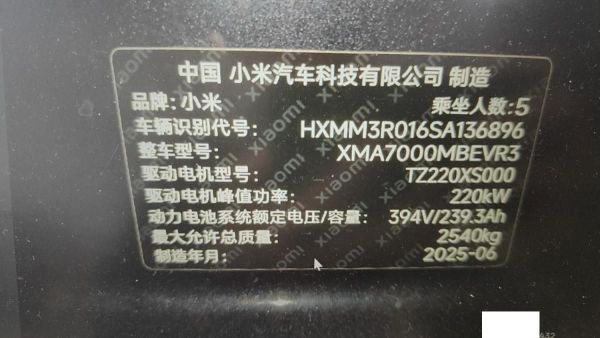 中国 小米汽车科技有限公司 制造
品牌:小米 乘坐人数:5
车辆识别代号: HXMM3R016SA136896
整车型号: XMA7000MBEVR3
驱动电机型号: TZ220XS000
驱动电机峰值功率: 220kW
动力电池系统额定电压/容量: 394V/239.3Ah
最大允许总质量: 2540kg
制造年月: 2025-06
xiaomi
432